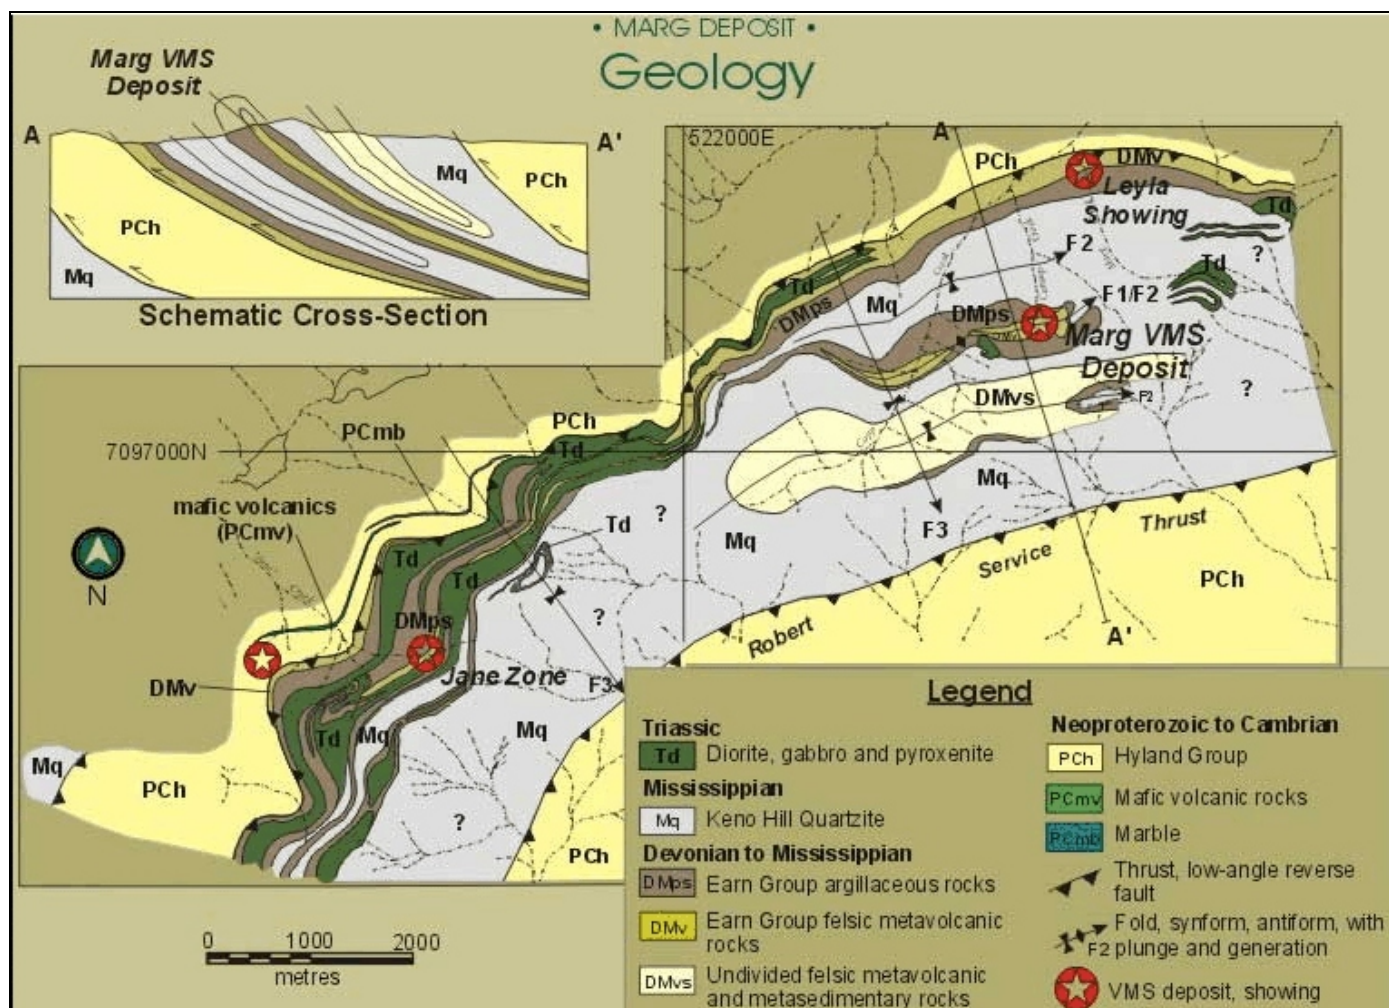 • MARG DEPOSIT •
Geology
Marg VMS
Deposit
A
A'
Mq
PCh
PCh
Mq
Schematic Cross-Section
522000E
A
PCh
DMv
Leyla
Showing
Td
F2
?
Td
Td
DMps
Mq
F1/F2
DMps
DMv
Marg VMS
Deposit
?
DMvs
F2
PCh
PCmb
7097000N
Td
Mq
mafic volcanics
(PCmv)
?
Td
Mq
F3
Thrust
Service
Robert
PCh
A'
N
Td
Td
?
DMps
Jane Zone
DMv
F3
Td
Mq
Mq
Mq
PCh
?
PCh
0 1000 2000
metres
Legend
Triassic
Td Diorite, gabbro and pyroxenite
Mississippian
Mq Keno Hill Quartzite
Devonian to Mississippian
DMps Earn Group argillaceous rocks
DMv Earn Group felsic metavolcanic
rocks
DMvs Undivided felsic metavolcanic
and metasedimentary rocks
Neoproterozoic to Cambrian
PCh Hyland Group
PCmv Mafic volcanic rocks
PCmb Marble
Thrust, low-angle reverse
fault
Fold, synform, antiform, with
F2 plunge and generation
VMS deposit, showing